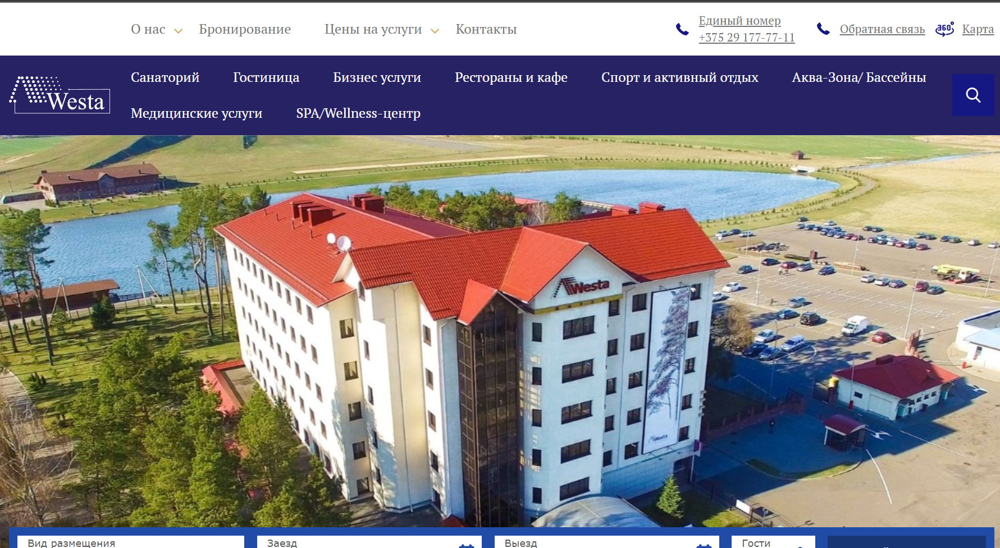 О нас
Бронирование
Цены на услуги
Контакты
Единый номер
+375 29 177-77-11
Обратная связь
360°
Карта
Westa
Санаторий
Гостиница
Бизнес услуги
Рестораны и кафе
Спорт и активный отдых
Аква-Зона/ Бассейны
Медицинские услуги
SPA/Wellness-центр
Westa
Westa
Вид размещения
Заезд
Выезд
Гости